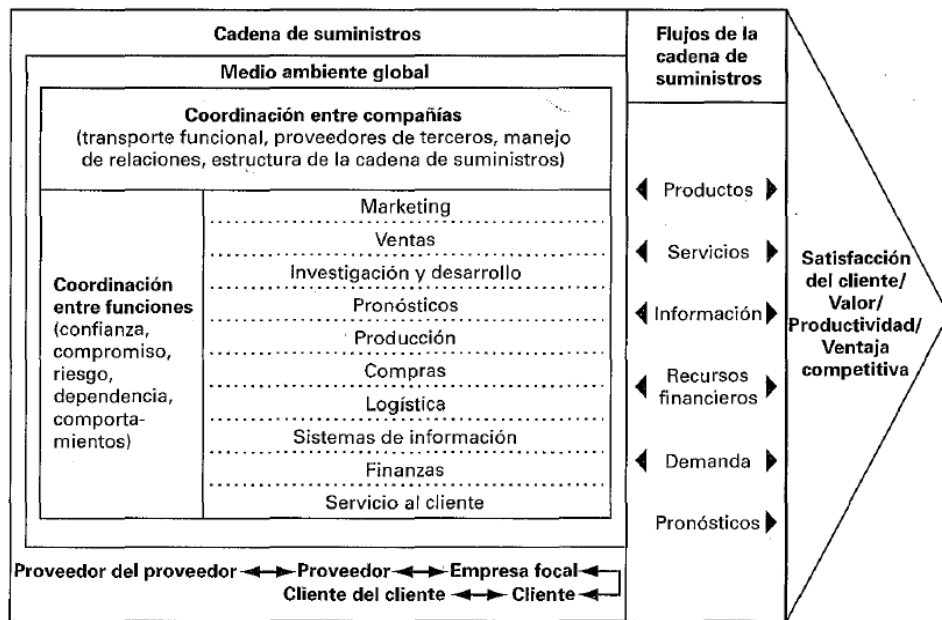 Cadena de suministros
Medio ambiente global
Coordinación entre compañías
(transporte funcional, proveedores de terceros, manejo
de relaciones, estructura de la cadena de suministros)
Coordinación
entre funciones
(confianza,
compromiso,
riesgo,
dependencia,
comporta-
mientos)
Marketing
Ventas
Investigación y desarrollo
Pronósticos
Producción
Compras
Logística
Sistemas de información
Finanzas
Servicio al cliente
Proveedor del proveedor Proveedor Empresa focal
Cliente del cliente Cliente
Flujos de la
cadena de
suministros
Productos
Servicios
Información
Recursos
financieros
Demanda
Pronósticos
Satisfacción
del cliente/
Valor/
Productividad/
Ventaja
competitiva